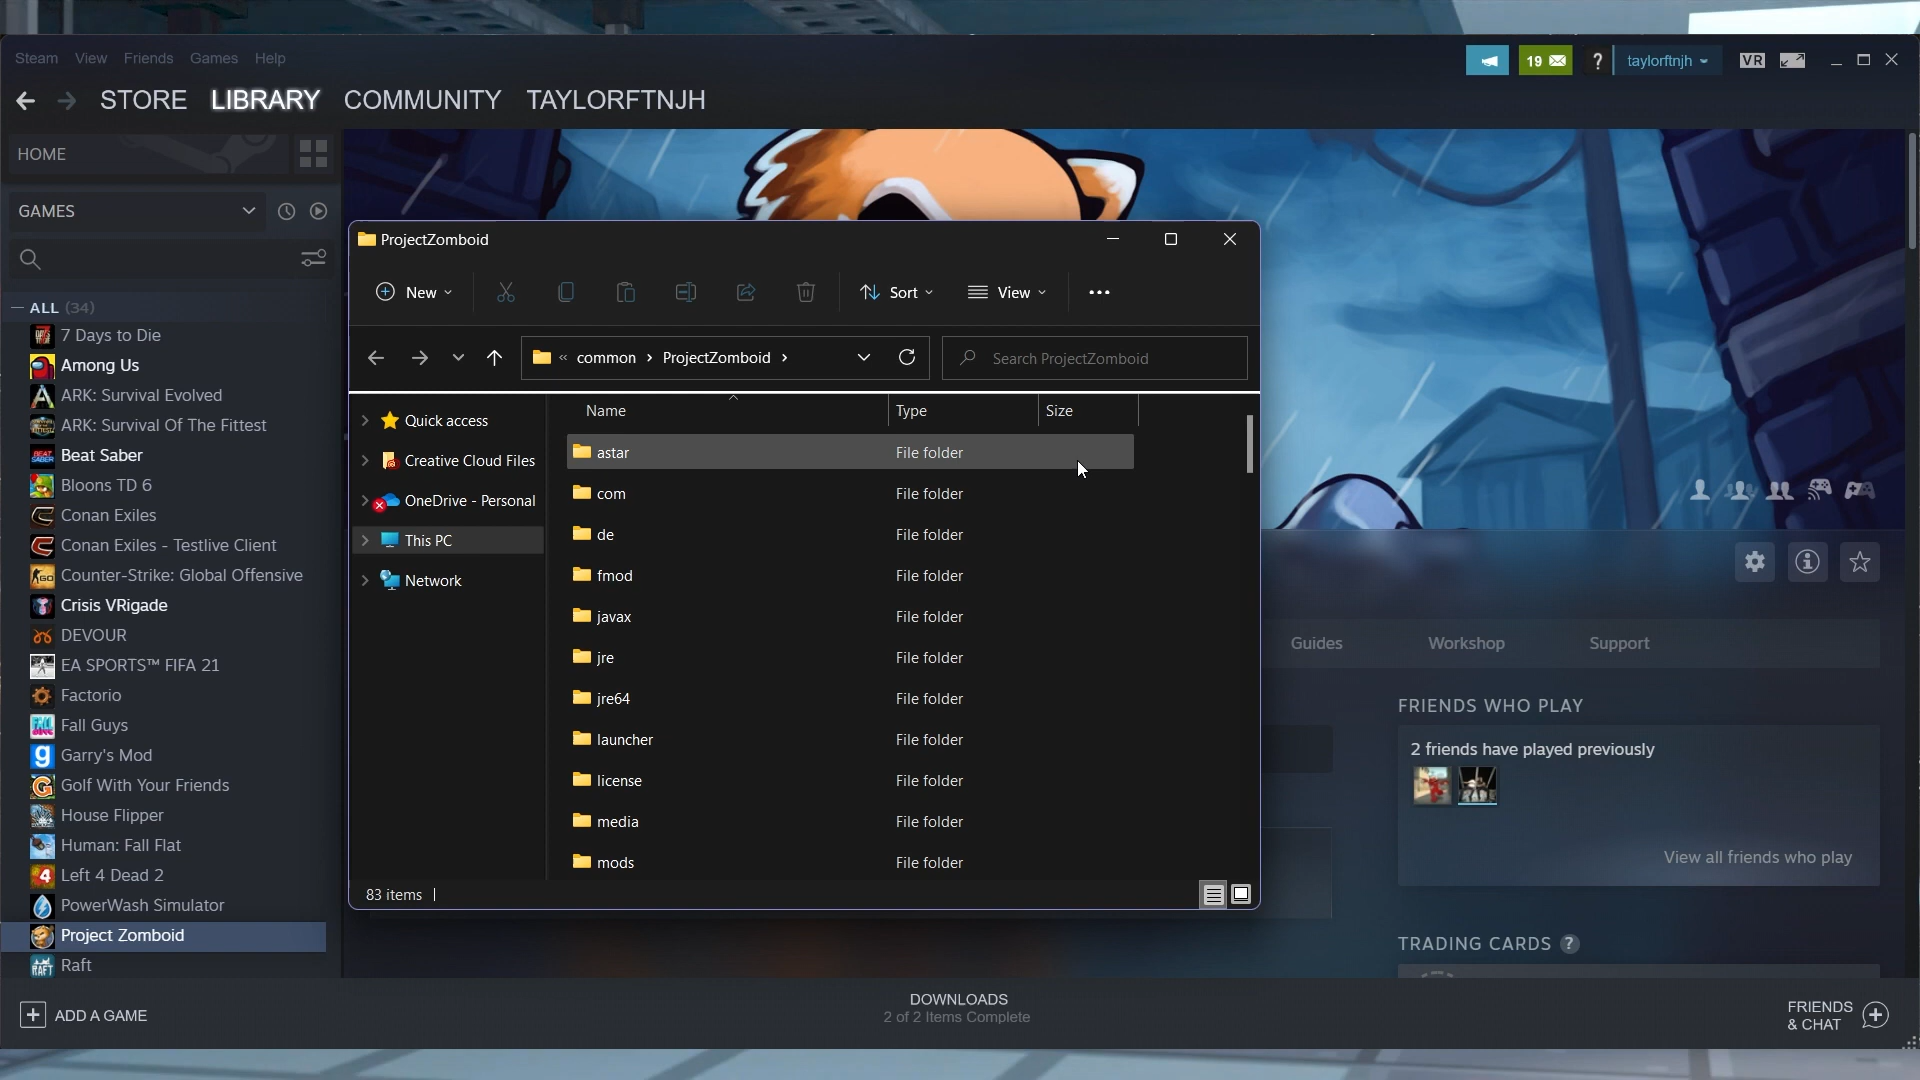 Steam View Friends Games Help
19
?
taylorftnjh
VR
STORE LIBRARY COMMUNITY TAYLORFTNJH
HOME
GAMES
ALL (34)
7 Days to Die
Among Us
ARK: Survival Evolved
ARK: Survival Of The Fittest
Beat Saber
Bloons TD 6
Conan Exiles
Conan Exiles - Testlive Client
Counter-Strike: Global Offensive
Crisis VRigade
DEVOUR
EA SPORTS™ FIFA 21
Factorio
Fall Guys
Garry's Mod
Golf With Your Friends
House Flipper
Human: Fall Flat
Left 4 Dead 2
PowerWash Simulator
Project Zomboid
Raft
ProjectZomboid
New
Sort
View
« common › ProjectZomboid ›
Search ProjectZomboid
Quick access
Creative Cloud Files
OneDrive - Personal
This PC
Network
Name Type Size
astar File folder
com File folder
de File folder
fmod File folder
javax File folder
jre File folder
jre64 File folder
launcher File folder
license File folder
media File folder
mods File folder
83 items
Guides Workshop Support
FRIENDS WHO PLAY
2 friends have played previously
View all friends who play
TRADING CARDS ?
ADD A GAME
DOWNLOADS
2 of 2 Items Complete
FRIENDS
& CHAT